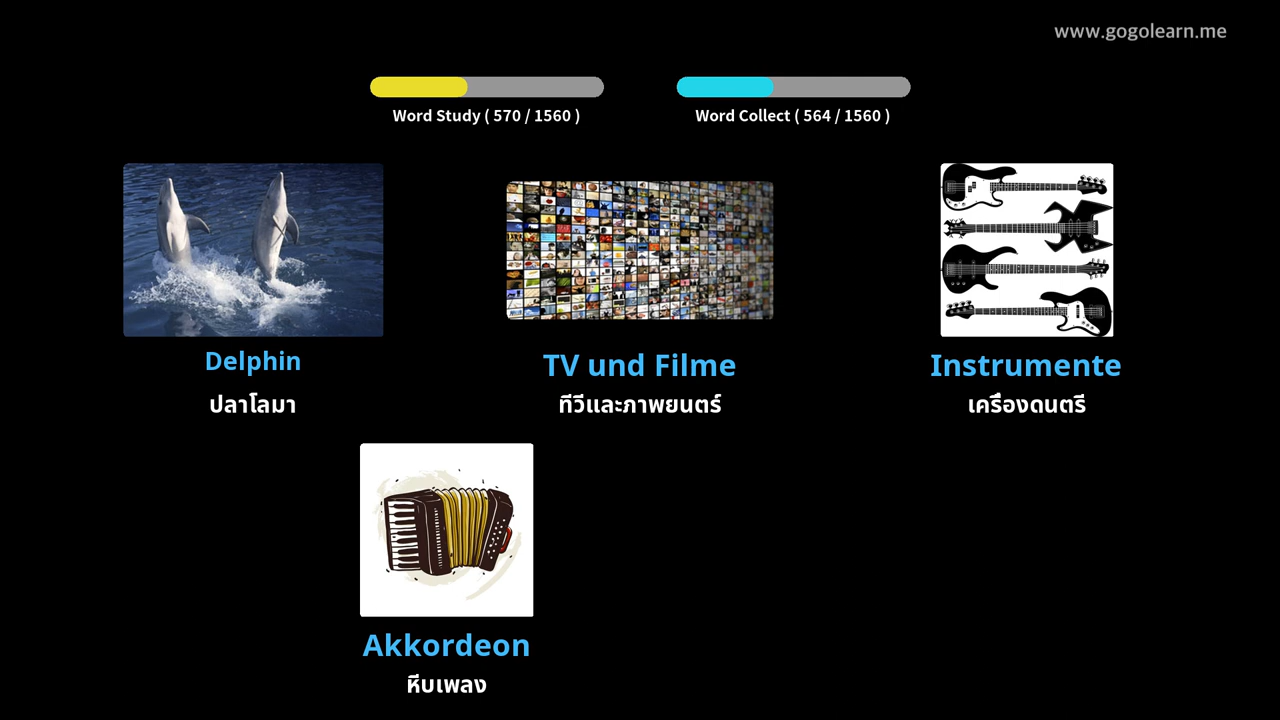 www.gogolearn.me
Word Study ( 570 / 1560 )
Word Collect ( 564 / 1560 )
Delphin
ปลาโลมา
TV und Filme
ทีวีและภาพยนตร์
Instrumente
เครื่องดนตรี
Akkordeon
หีบเพลง